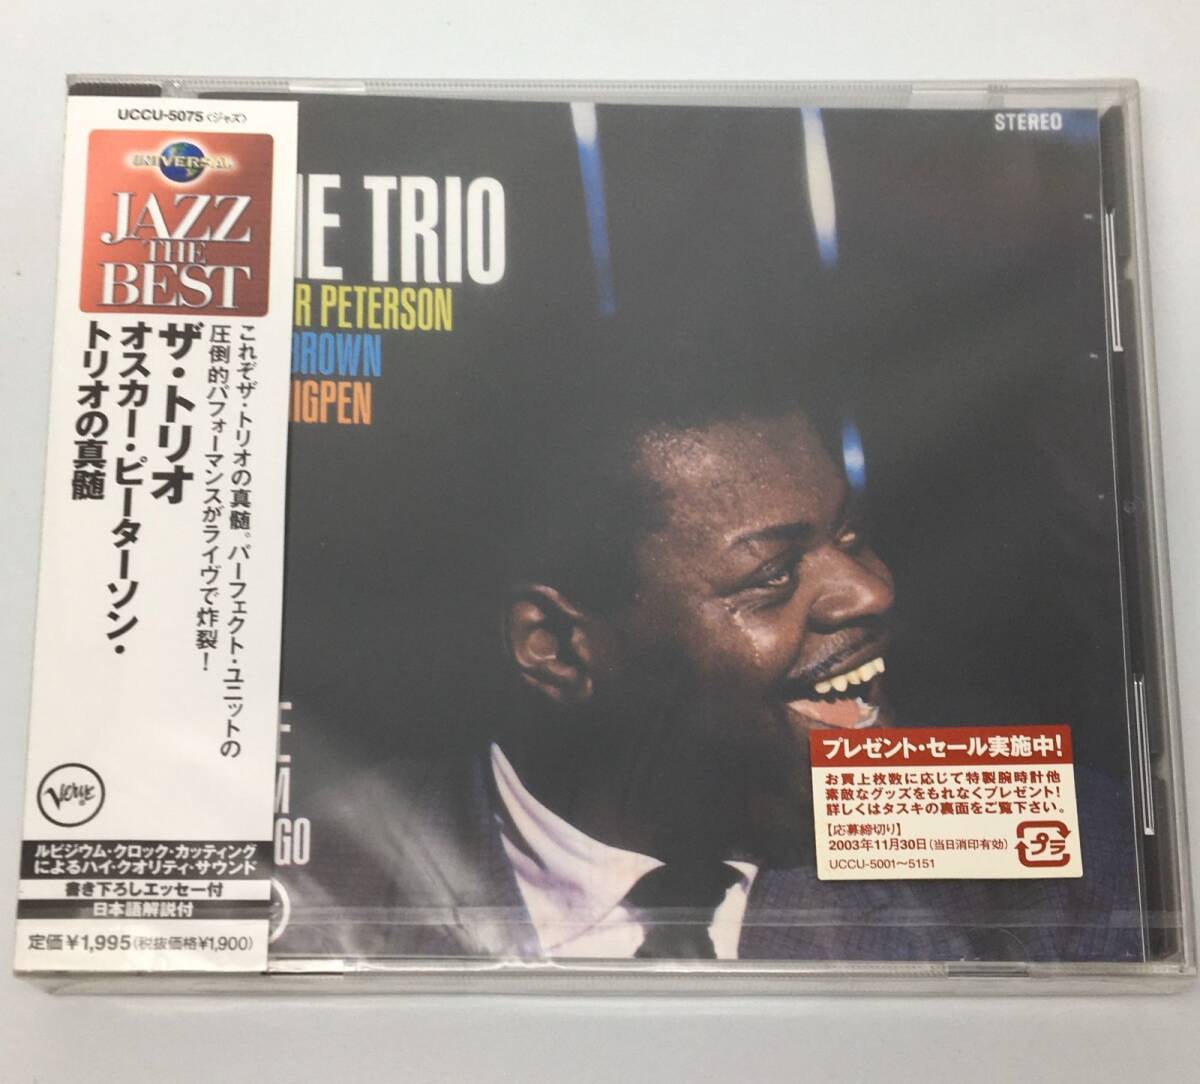 UCCU-5075〈ジャズ〉
UNIVERSAL
JAZZ
THE
BEST
これぞザ・トリオの真髄。パーフェクト・ユニットの
圧倒的パフォーマンスがライヴで炸裂！
ザ・トリオ
オスカー・ピーターソン・
トリオの真髄
Verve
ルビジウム・クロック・カッティング
によるハイ・クオリティ・サウンド
書き下ろしエッセー付
日本語解説付
定価¥1,995(税抜価格¥1,900)
STEREO
HE TRIO
R PETERSON
BROWN
IGPEN
E
M
GO
プレゼント・セール実施中!
お買上枚数に応じて特製腕時計他
素敵なグッズをもれなくプレゼント!
詳しくはタスキの裏面をご覧下さい。
【応募締切り】
2003年11月30日(当日消印有効)
UCCU-5001〜5151
プラ